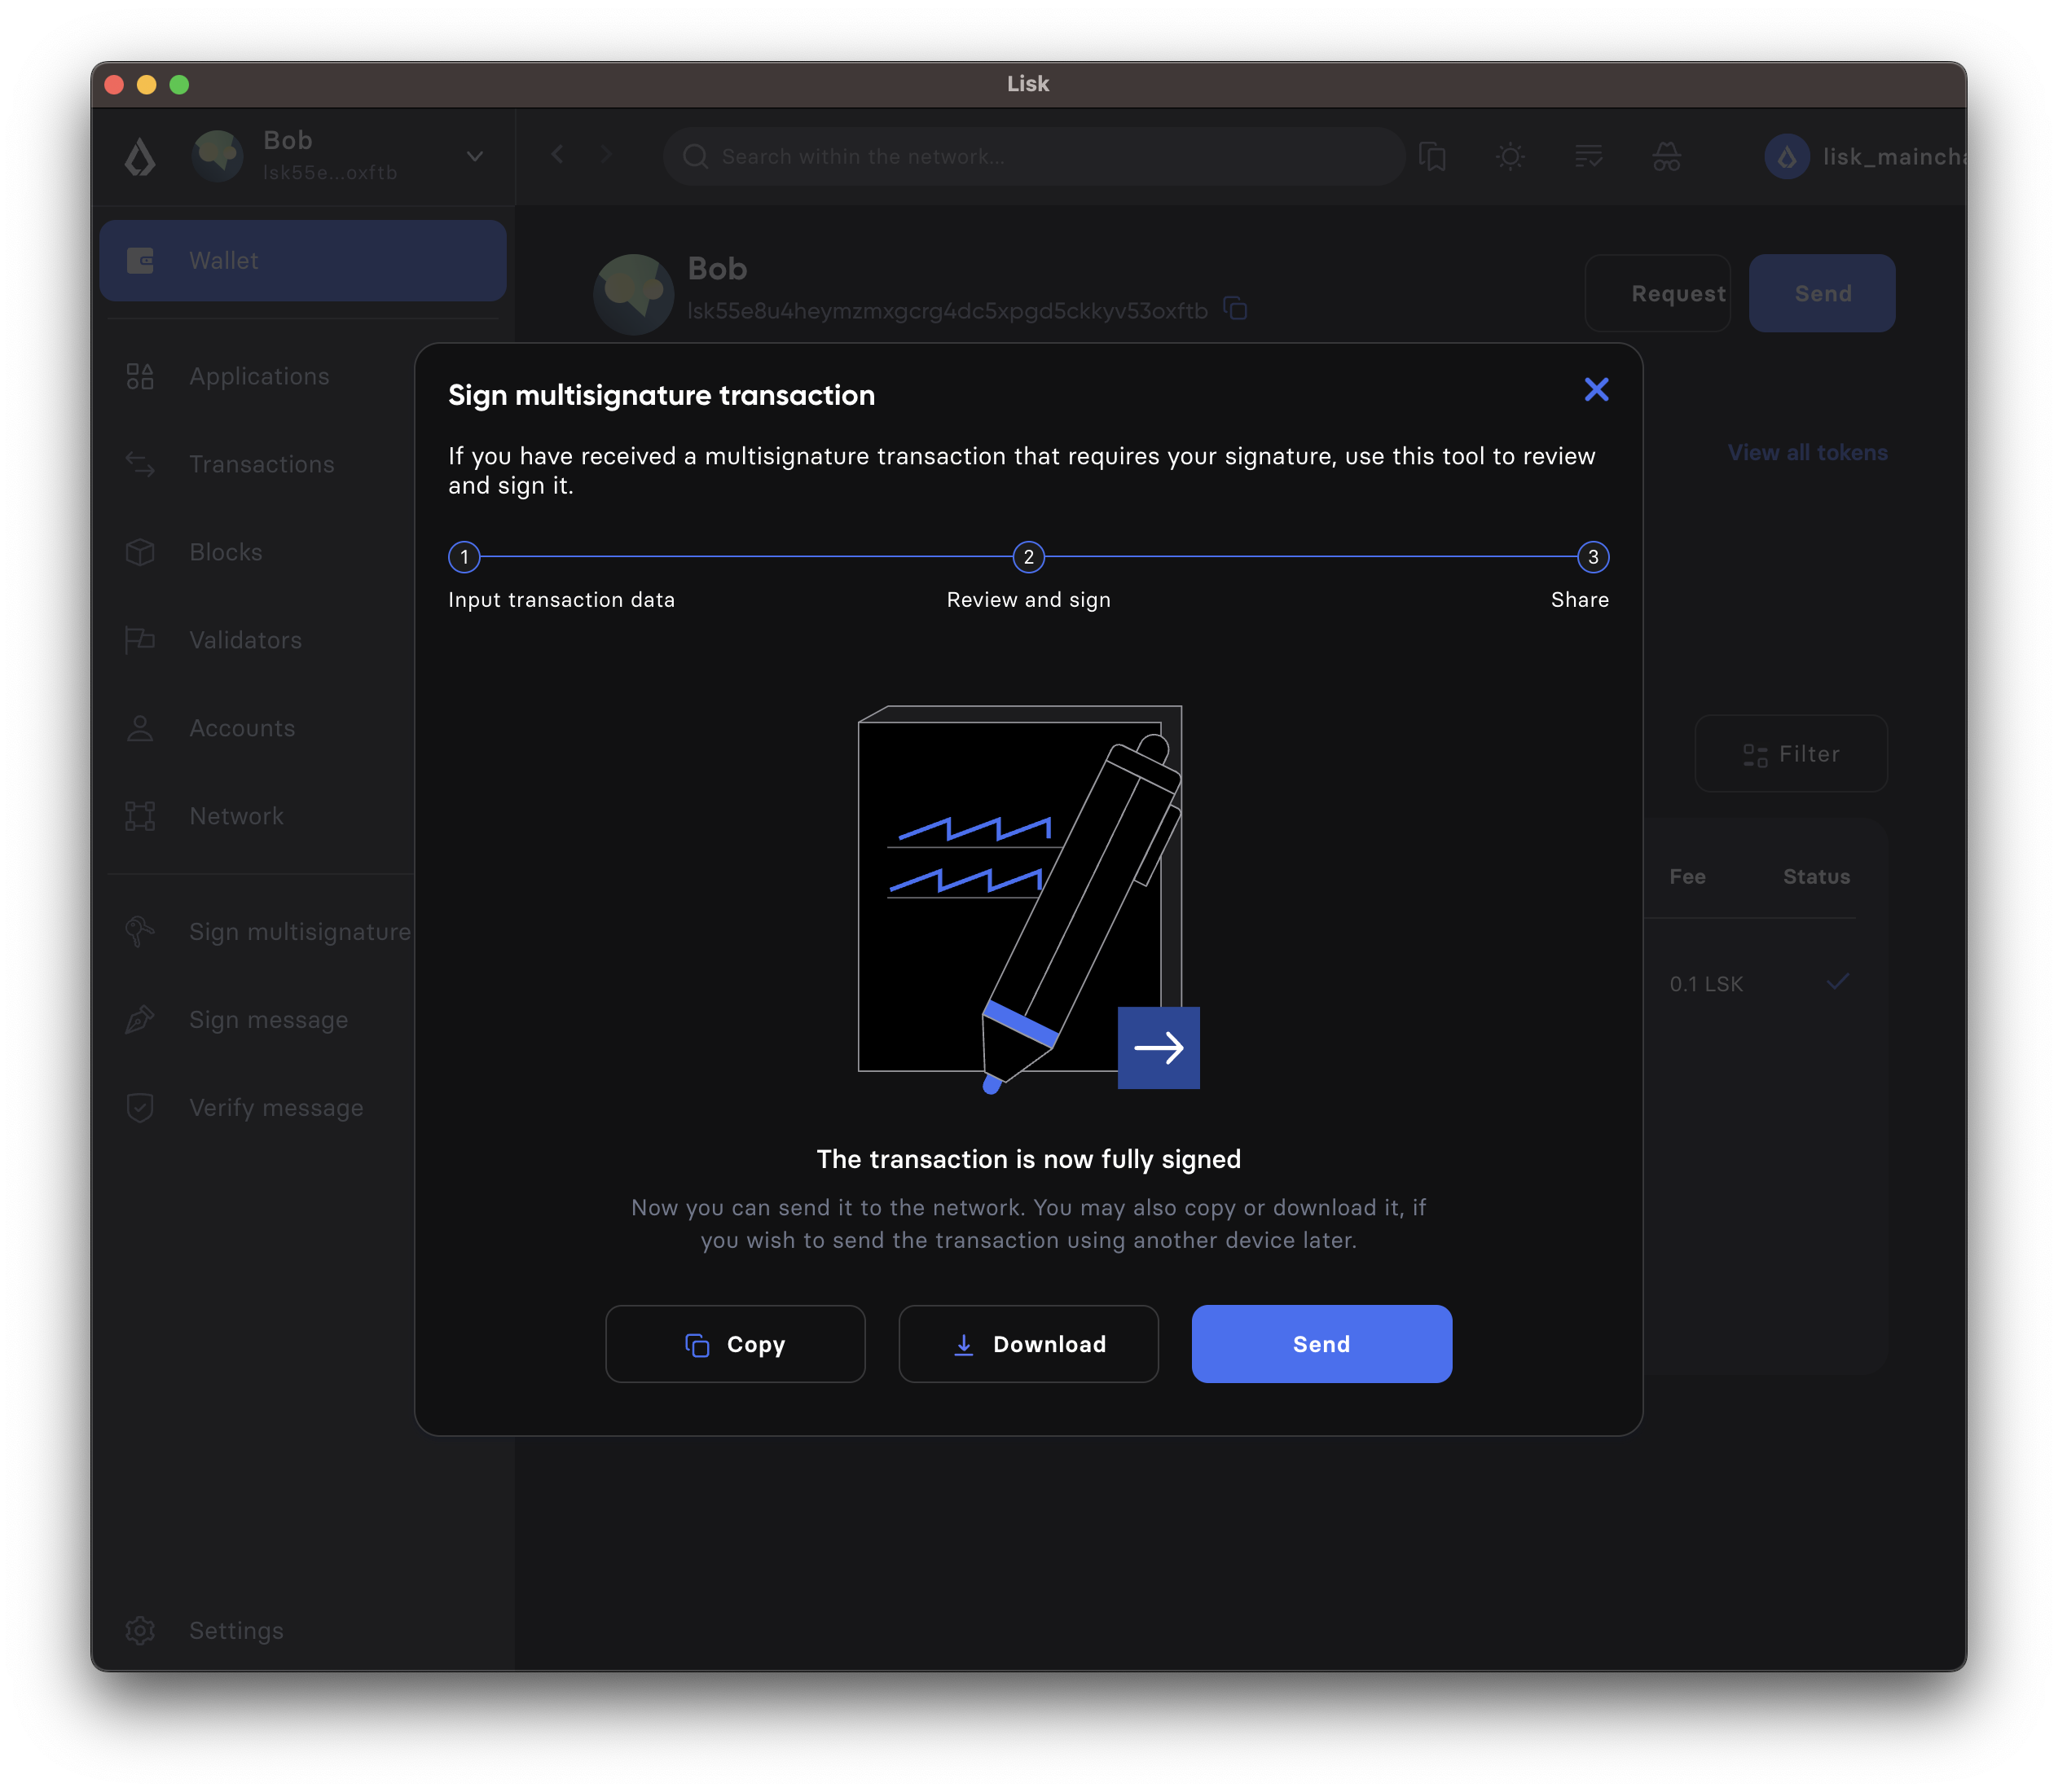 Lisk
Bob
lsk55e...oxftb
Search within the network...
lisk_maincha
Wallet
Applications
Transactions
Blocks
Validators
Accounts
Network
Sign multisignature
Sign message
Verify message
Settings
Bob
lsk55e8u4heymzmxgcrg4dc5xpgd5ckkyv53oxftb
Request
Send
View all tokens
Filter
Fee
Status
0.1 LSK
Sign multisignature transaction
If you have received a multisignature transaction that requires your signature, use this tool to review
and sign it.
1
2
3
Input transaction data
Review and sign
Share
The transaction is now fully signed
Now you can send it to the network. You may also copy or download it, if
you wish to send the transaction using another device later.
Copy
Download
Send